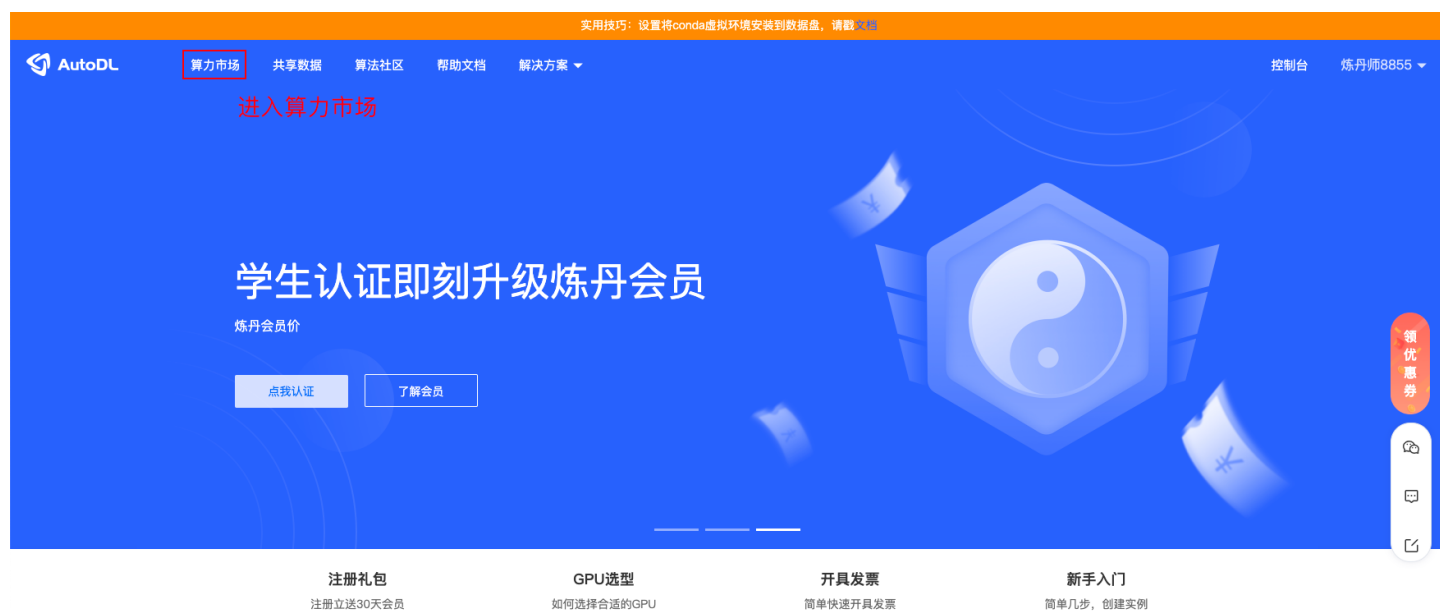 实用技巧：设置将conda虚拟环境安装到数据盘，请戳文档
AutoDL 算力市场 共享数据 算法社区 帮助文档 解决方案 控制台 炼丹师8855
进入算力市场
学生认证即刻升级炼丹会员
炼丹会员价
点我认证 了解会员
领
优
惠
券
注册礼包 GPU选型 开具发票 新手入门
注册立送30天会员 如何选择合适的GPU 简单快速开具发票 简单几步，创建实例